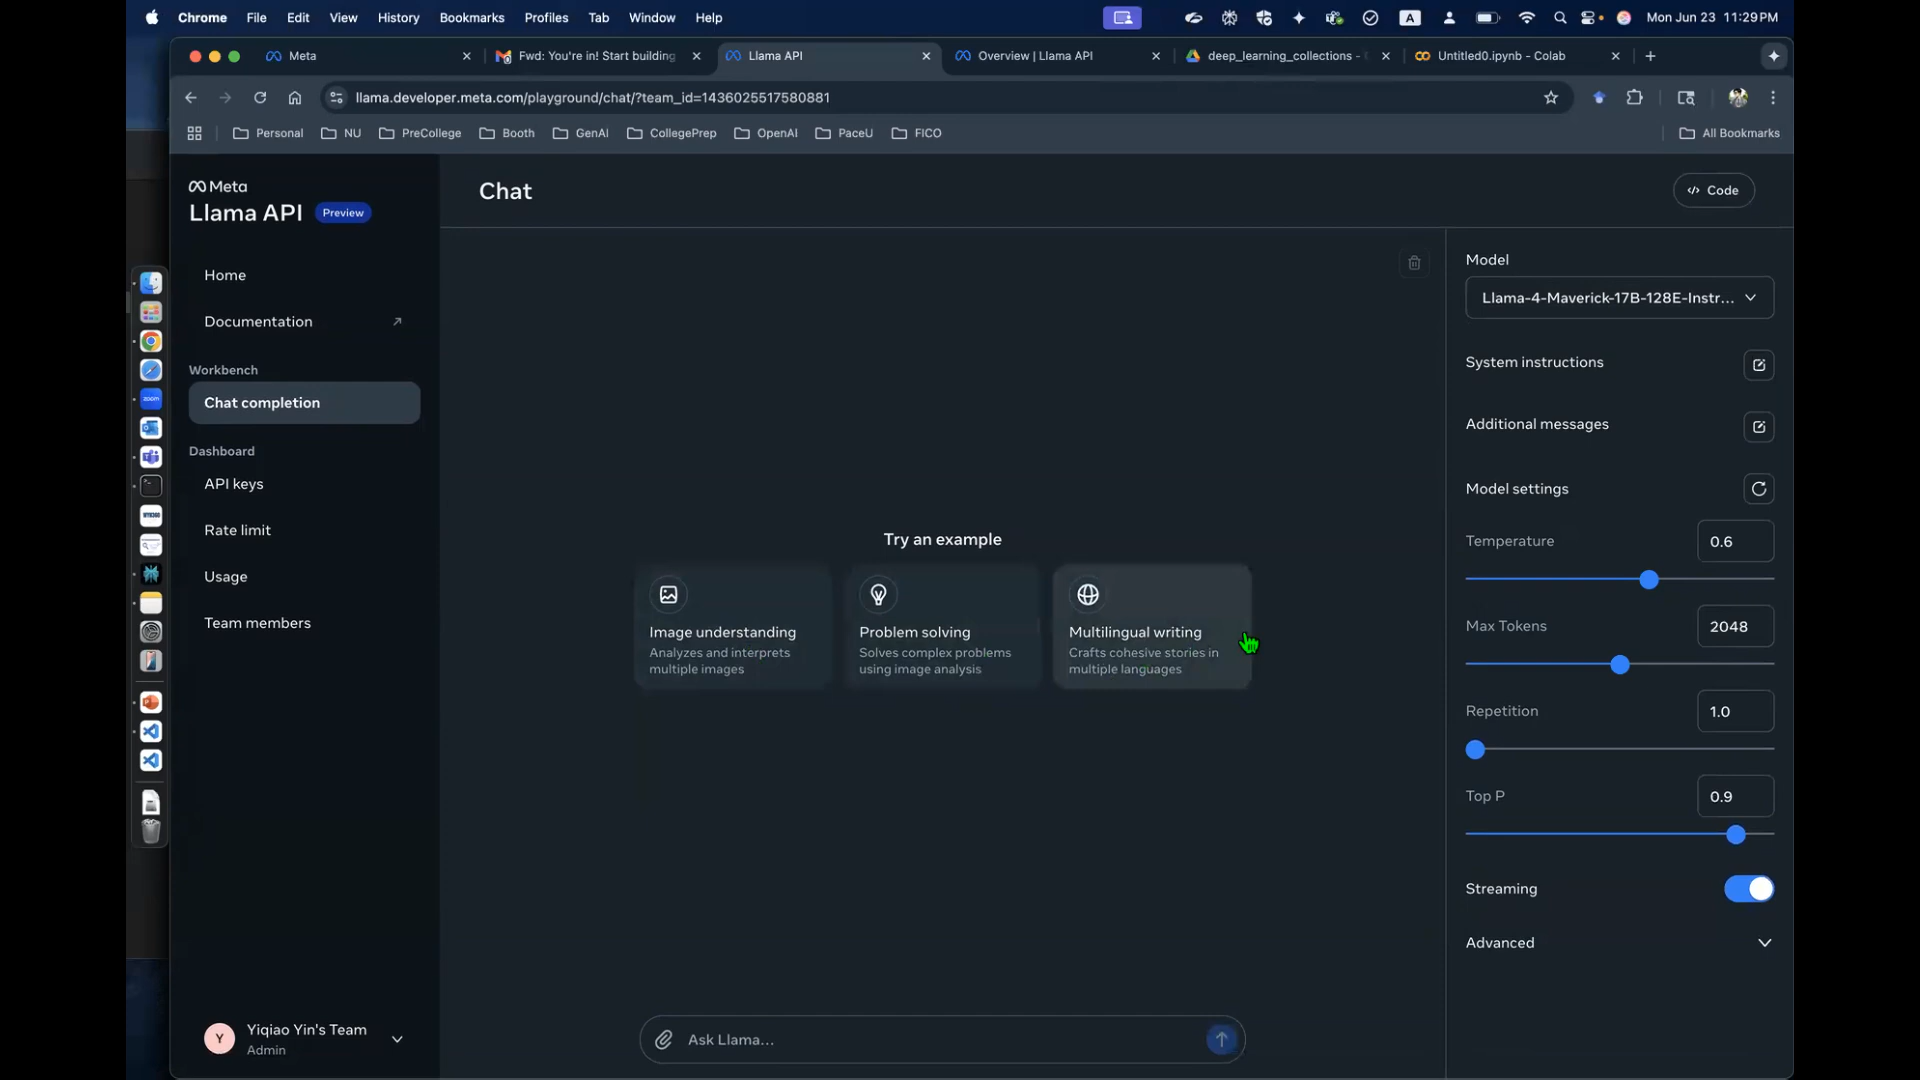 Chrome File Edit View History Bookmarks Profiles Tab Window Help
Mon Jun 23 11:29 PM
Meta
Fwd: You're in! Start building
Llama API
Overview | Llama API
deep_learning_collections -
Untitled0.ipynb - Colab
llama.developer.meta.com/playground/chat/?team_id=1436025517580881
Personal NU PreCollege Booth GenAI CollegePrep OpenAI PaceU FICO
All Bookmarks
Meta
Llama API Preview
Home
Documentation
Workbench
Chat completion
Dashboard
API keys
Rate limit
Usage
Team members
Y
Yiqiao Yin's Team
Admin
Chat
Code
Try an example
Image understanding
Analyzes and interprets
multiple images
Problem solving
Solves complex problems
using image analysis
Multilingual writing
Crafts cohesive stories in
multiple languages
Ask Llama...
Model
Llama-4-Maverick-17B-128E-Instr...
System instructions
Additional messages
Model settings
Temperature 0.6
Max Tokens 2048
Repetition 1.0
Top P 0.9
Streaming
Advanced